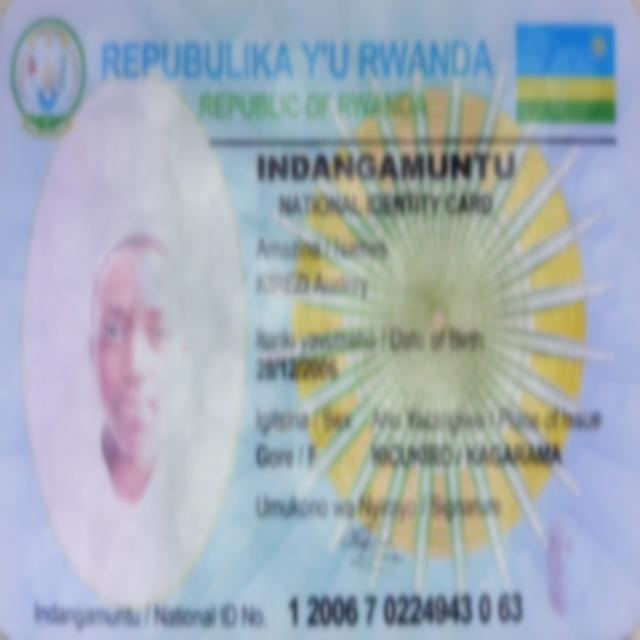 REPUBULIKA Y'U RWANDA
REPUBLIC OF RWANDA
INDANGAMUNTU
NATIONAL IDENTITY CARD
Amazina / Names
KIREZI Audrey
Itariki yavutseho / Date of Birth
28/12/2006
Igitsina / Sex Aho Yatangiwe / Place of Issue
Gore / F KICUKIRO / KAGARAMA
Umukono wa Nyirayo / Signature
Indangamuntu / National ID No. 1 2006 7 0224943 0 63